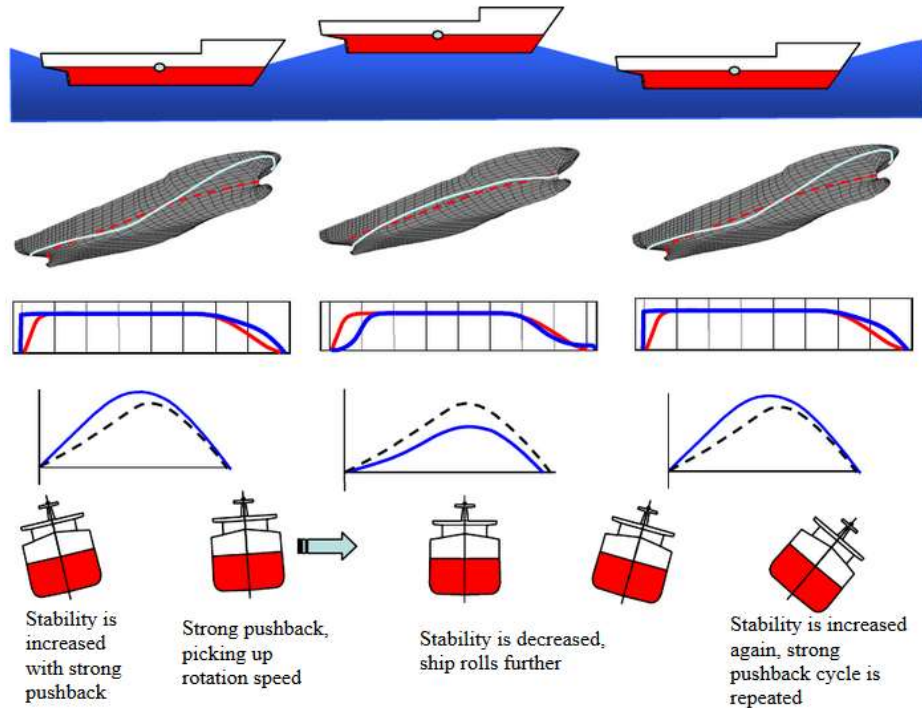 Stability is
increased
with strong
pushback
Strong pushback,
picking up
rotation speed
Stability is decreased,
ship rolls further
Stability is increased
again, strong
pushback cycle is
repeated